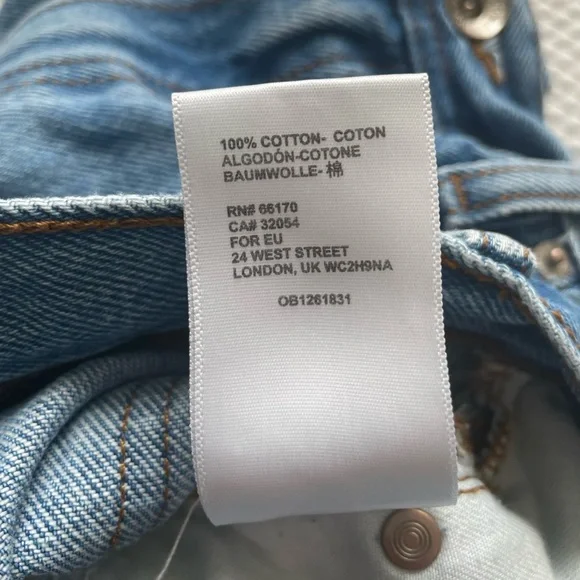 100% COTTON- COTON
ALGODÓN-COTONE
BAUMWOLLE-棉
RN# 66170
CA# 32054
FOR EU
24 WEST STREET
LONDON, UK WC2H9NA
OB1261831